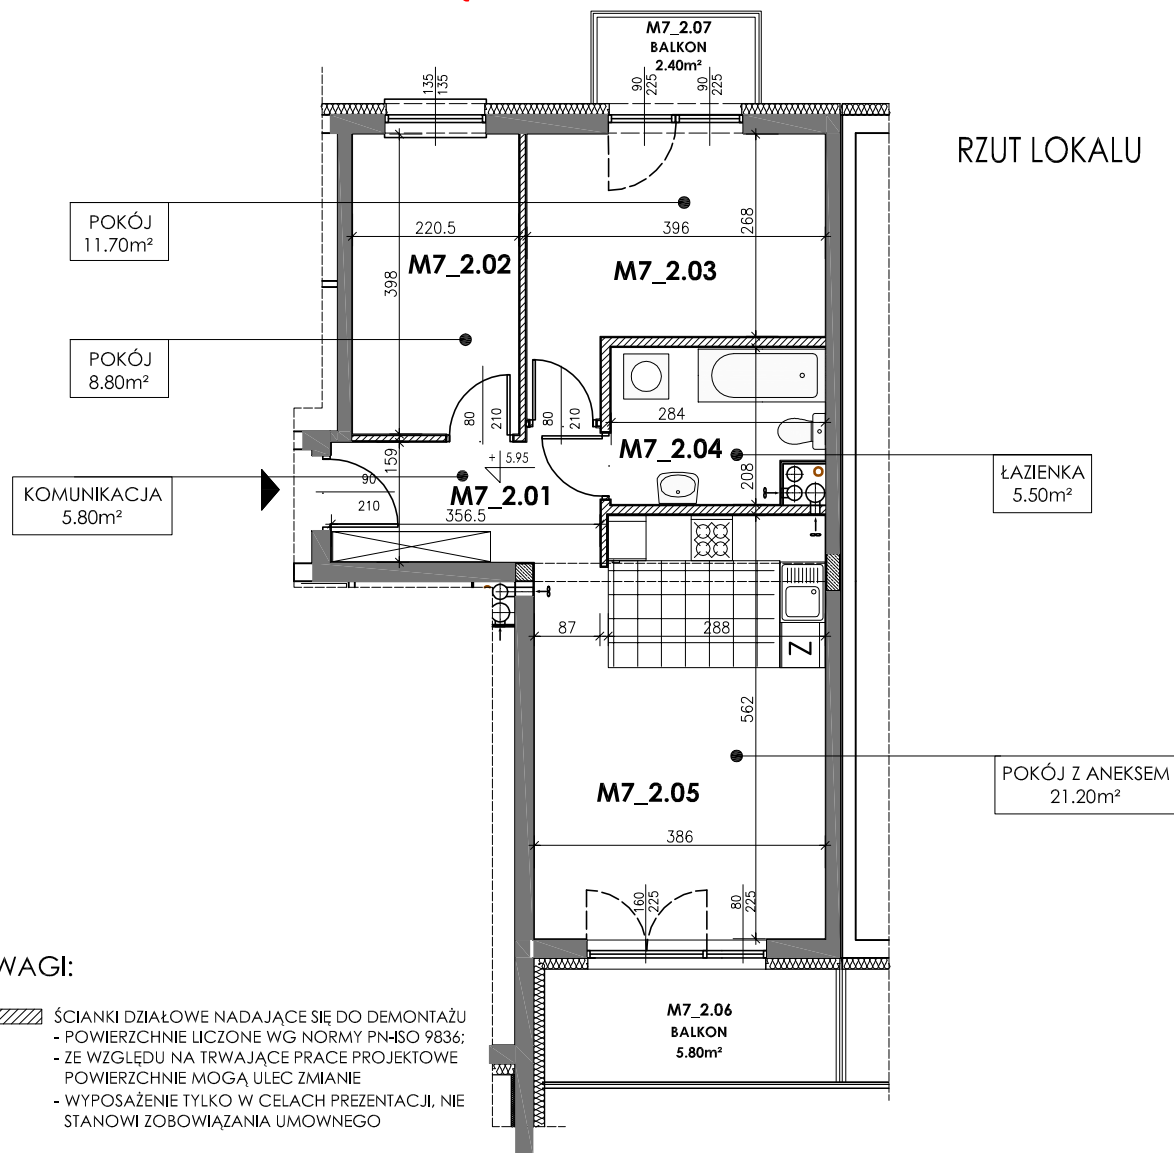 M7_2.07
BALKON
2.40m²
135
135
90
225
90
225
RZUT LOKALU
POKÓJ
11.70m²
220.5
396
268
M7_2.02
M7_2.03
398
POKÓJ
8.80m²
80
210
80
210
284
M7_2.04
+ 5.95
159
90
210
208
M7_2.01
356.5
KOMUNIKACJA
5.80m²
ŁAZIENKA
5.50m²
87
288
Z
562
M7_2.05
POKÓJ Z ANEKSEM
21.20m²
386
160
225
80
225
WAGI:
ŚCIANKI DZIAŁOWE NADAJĄCE SIĘ DO DEMONTAŻU
- POWIERZCHNIE LICZONE WG NORMY PN-ISO 9836;
- ZE WZGLĘDU NA TRWAJĄCE PRACE PROJEKTOWE
POWIERZCHNIE MOGĄ ULEC ZMIANIE
- WYPOSAŻENIE TYLKO W CELACH PREZENTACJI, NIE
STANOWI ZOBOWIĄZANIA UMOWNEGO
M7_2.06
BALKON
5.80m²